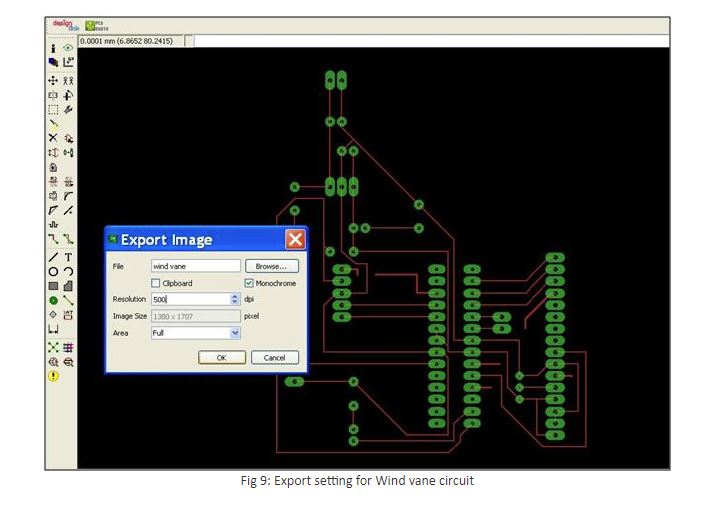 design
link
PCB
0.0001 mm (6.8652 80.2415)
Export Image
File
wind vane
Browse...
Clipboard
Monochrome
Resolution
500
dpi
Image Size
1380 x 1707
pixel
Area
Full
OK
Cancel
Fig 9: Export setting for Wind vane circuit